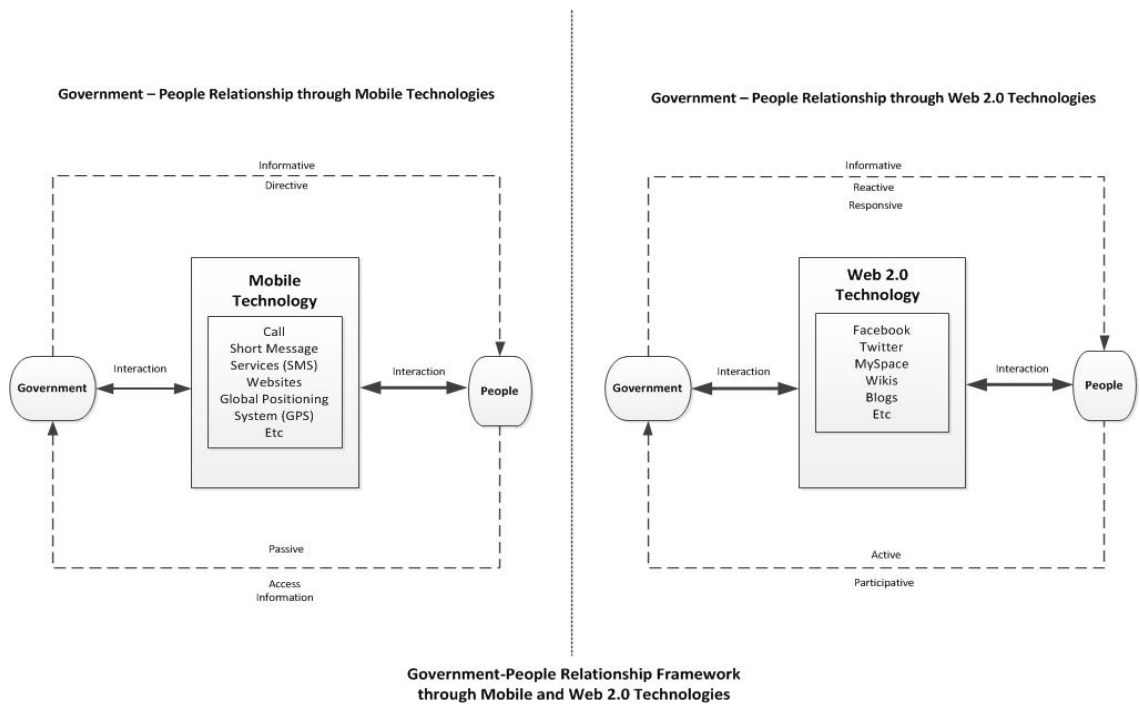 Government – People Relationship through Mobile Technologies
Informative
Directive
Mobile
Technology
Call
Short Message
Services (SMS)
Websites
Global Positioning
System (GPS)
Etc
Government
Interaction
Interaction
People
Passive
Access
Information
Government – People Relationship through Web 2.0 Technologies
Informative
Reactive
Responsive
Web 2.0
Technology
Facebook
Twitter
MySpace
Wikis
Blogs
Etc
Government
Interaction
Interaction
People
Active
Participative
Government-People Relationship Framework
through Mobile and Web 2.0 Technologies